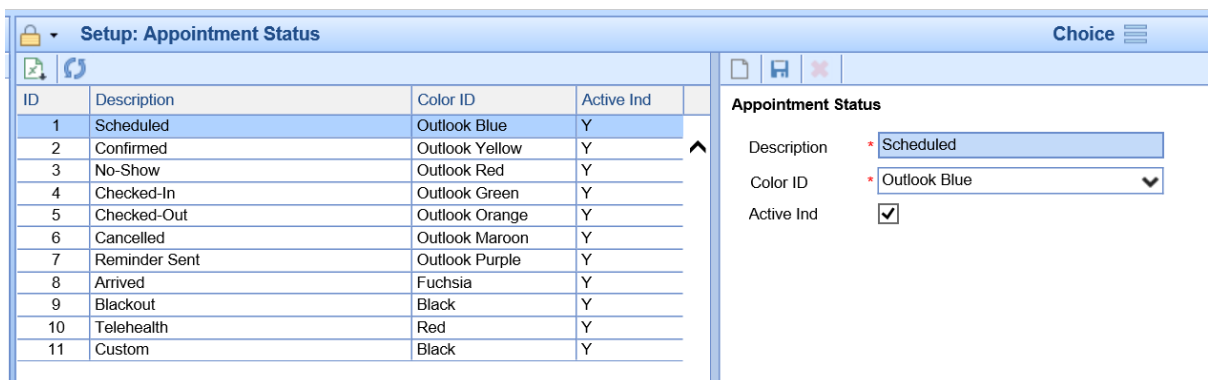 Setup: Appointment Status
Choice
ID Description Color ID Active Ind
1 Scheduled Outlook Blue Y
2 Confirmed Outlook Yellow Y
3 No-Show Outlook Red Y
4 Checked-In Outlook Green Y
5 Checked-Out Outlook Orange Y
6 Cancelled Outlook Maroon Y
7 Reminder Sent Outlook Purple Y
8 Arrived Fuchsia Y
9 Blackout Black Y
10 Telehealth Red Y
11 Custom Black Y
Appointment Status
Description * Scheduled
Color ID * Outlook Blue
Active Ind